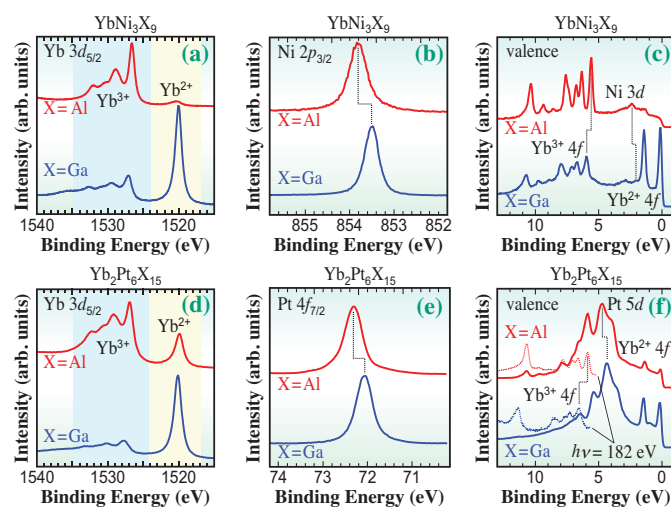 YbNi₃X₉
YbNi₃X₉
YbNi₃X₉
Intensity (arb. units)
Yb 3d₅/₂
(a)
Yb²⁺
Yb³⁺
X=Al
X=Ga
1540 1530 1520
Binding Energy (eV)
Intensity (arb. units)
Ni 2p₃/₂
(b)
X=Al
X=Ga
855 854 853 852
Binding Energy (eV)
Intensity (arb. units)
valence
(c)
Ni 3d
X=Al
Yb³⁺ 4f
Yb²⁺ 4f
X=Ga
10 5 0
Binding Energy (eV)
Yb₂Pt₆X₁₅
Yb₂Pt₆X₁₅
Yb₂Pt₆X₁₅
Intensity (arb. units)
Yb 3d₅/₂
(d)
Yb²⁺
Yb³⁺
X=Al
X=Ga
1540 1530 1520
Binding Energy (eV)
Intensity (arb. units)
Pt 4f₇/₂
(e)
X=Al
X=Ga
74 73 72 71
Binding Energy (eV)
Intensity (arb. units)
valence
Pt 5d
(f)
X=Al
Yb²⁺ 4f
Yb³⁺ 4f
X=Ga
hν = 182 eV
10 5 0
Binding Energy (eV)